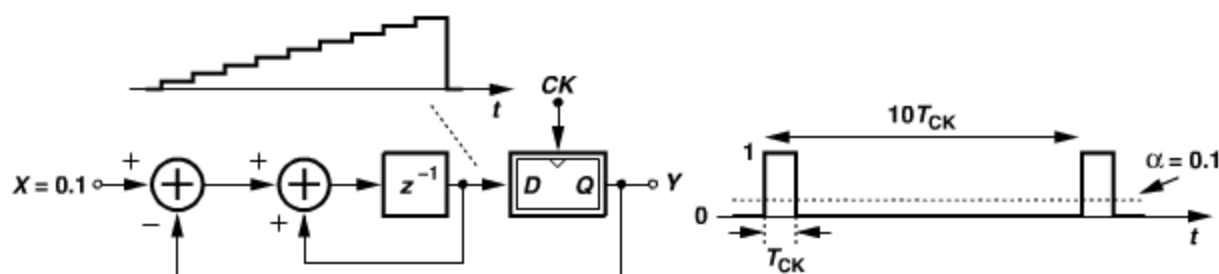 t
CK
X = 0.1
+
−
+
+
z⁻¹
D
Q
Y
10T_CK
1
0
α = 0.1
T_CK
t